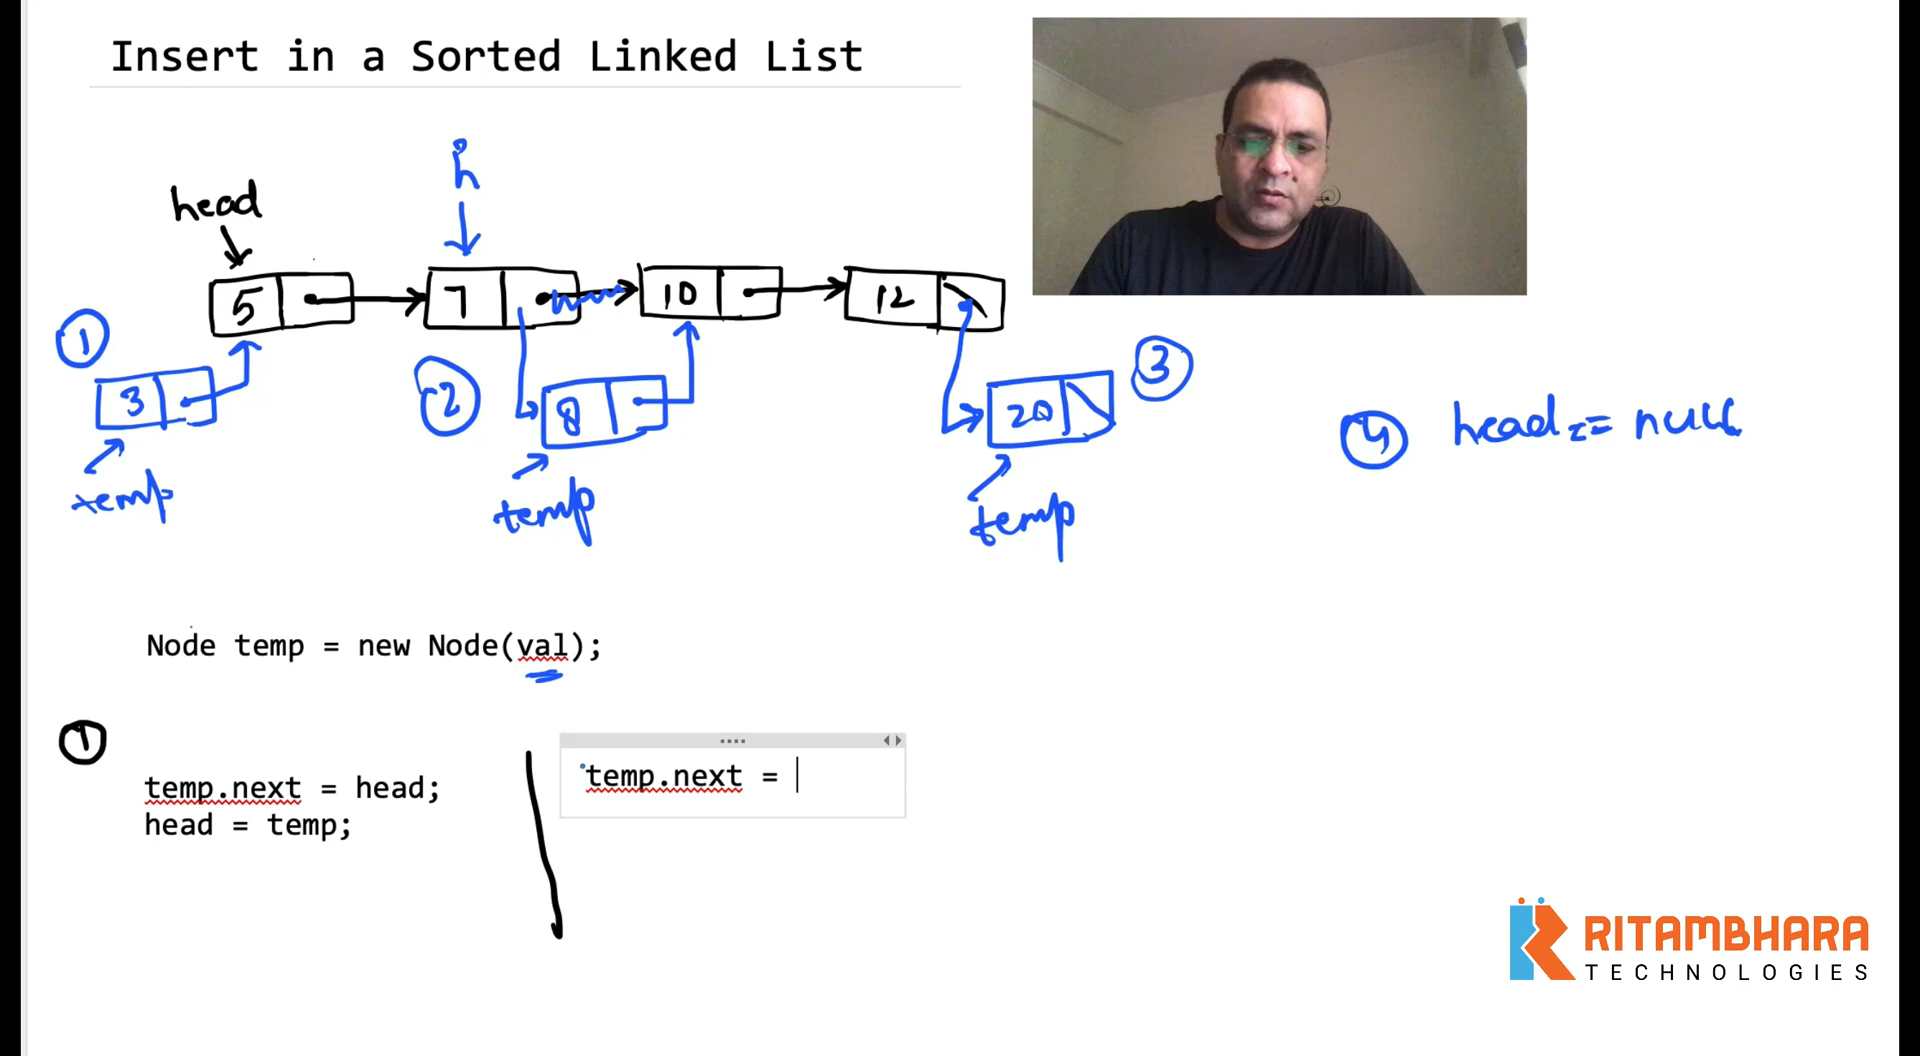 Insert in a Sorted Linked List
h
head
5 7 10 12
1
3
2
8
20
3
4 head == null
temp
temp
temp
Node temp = new Node(val);
1
temp.next = head;
head = temp;
temp.next =
RITAMBHARA
TECHNOLOGIES